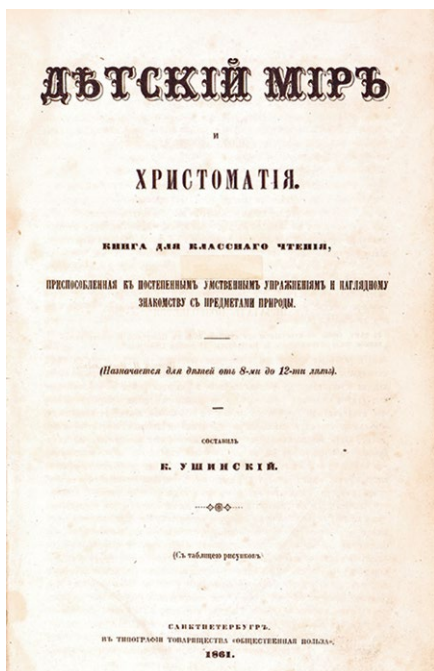 ДѢТСКІЙ МІРЪ
И
ХРИСТОМАТІЯ.
КНИГА ДЛЯ КЛАССНАГО ЧТЕНІЯ,
ПРИСПОСОБЛЕННАЯ КЪ ПОСТЕПЕННЫМЪ УМСТВЕННЫМЪ УПРАЖНЕНІЯМЪ И НАГЛЯДНОМУ
ЗНАКОМСТВУ СЪ ПРЕДМЕТАМИ ПРИРОДЫ.
(Назначается для дѣтей отъ 8-ми до 12-ти лѣтъ).
СОСТАВИЛЪ
К. УШИНСКІЙ.
(Съ таблицею рисунковъ)
САНКТПЕТЕРБУРГЪ.
ВЪ ТИПОГРАФІИ ТОВАРИЩЕСТВА «ОБЩЕСТВЕННАЯ ПОЛЬЗА»,
1861.